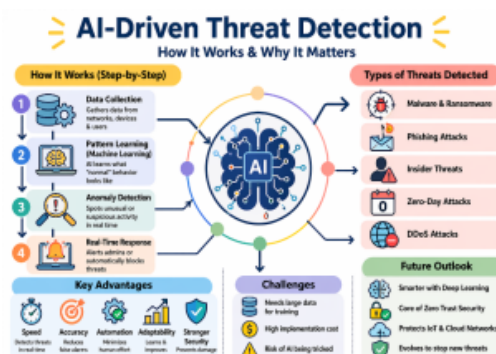 AI-Driven Threat Detection
How It Works & Why It Matters
How It Works (Step-by-Step)
1
Data Collection
Gathers data from
networks, devices
& users
2
Pattern Learning
(Machine Learning)
AI learns what
"normal" behavior
looks like
3
Anomaly Detection
Spots unusual or
suspicious activity
in real time
4
Real-Time Response
Alerts admins or
automatically blocks
threats
AI
Types of Threats Detected
Malware & Ransomware
Phishing Attacks
Insider Threats
0
Zero-Day Attacks
DDoS Attacks
Key Advantages
Speed
Detects threats in
real time
Accuracy
Reduces
false alarms
Automation
Minimizes
human effort
Adaptability
Learns &
improves
Stronger
Security
Prevents damage
Challenges
Needs large data
for training
$
High implementation cost
Risk of AI being tricked
Future Outlook
Smarter with Deep Learning
Core of Zero Trust Security
Protects IoT & Cloud Networks
Evolves to stop new threats